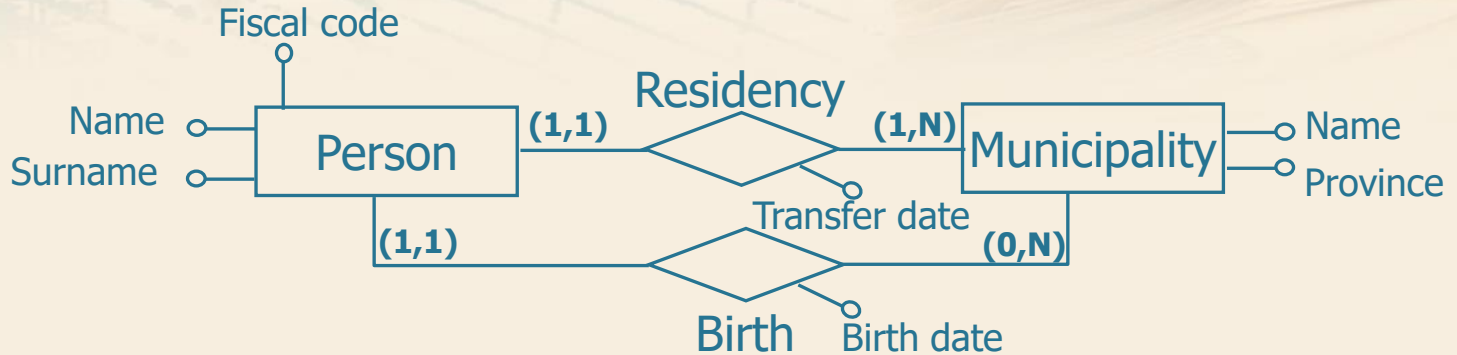 Fiscal code
Residency
Name
(1,1)
(1,N)
Name
Person
Municipality
Surname
Province
Transfer date
(1,1)
(0,N)
Birth
Birth date